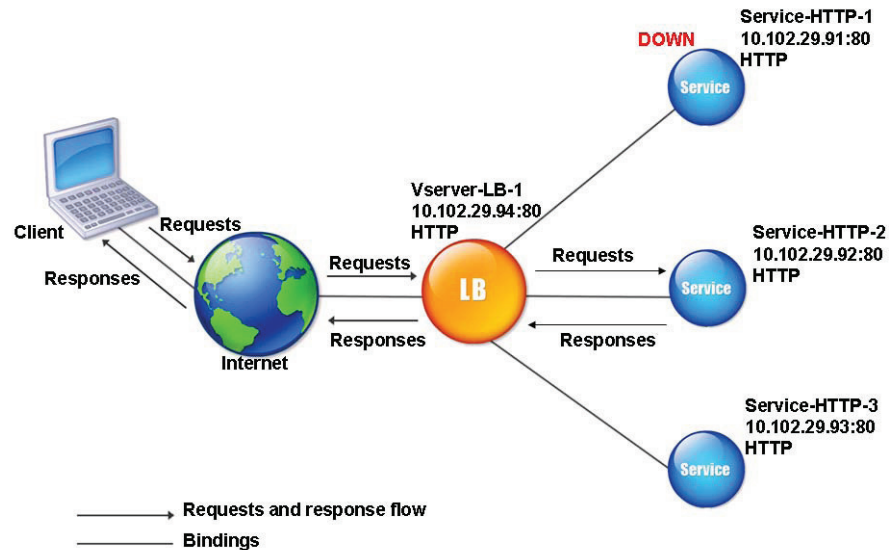 Service-HTTP-1
10.102.29.91:80
HTTP
DOWN
Service
Vserver-LB-1
10.102.29.94:80
HTTP
Client
Requests
Responses
Internet
Requests
Responses
LB
Requests
Responses
Service-HTTP-2
10.102.29.92:80
HTTP
Service
Service-HTTP-3
10.102.29.93:80
HTTP
Service
Requests and response flow
Bindings